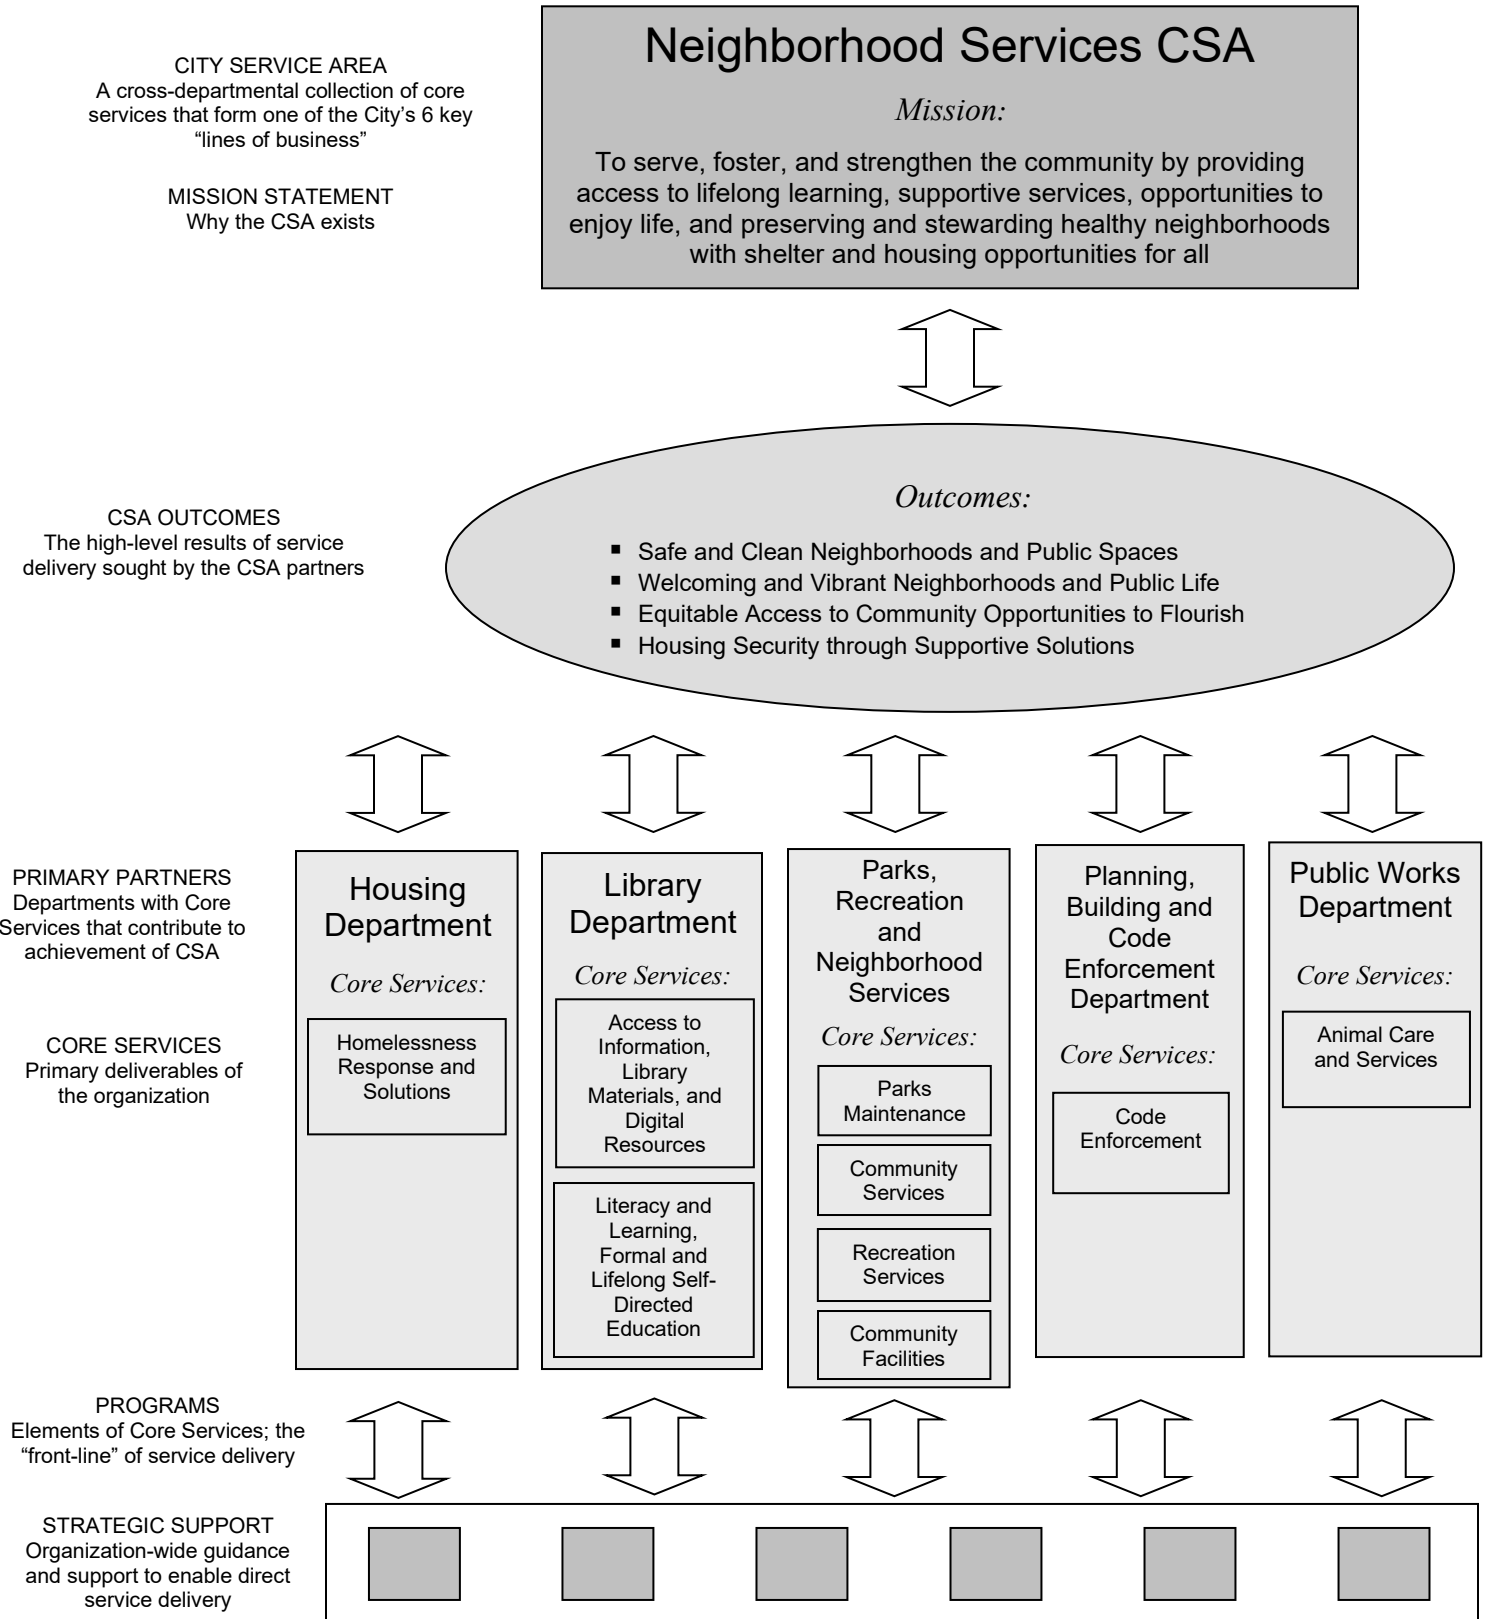 Neighborhood Services CSA
Mission:
To serve, foster, and strengthen the community by providing
access to lifelong learning, supportive services, opportunities to
enjoy life, and preserving and stewarding healthy neighborhoods
with shelter and housing opportunities for all
CITY SERVICE AREA
A cross-departmental collection of core
services that form one of the City’s 6 key
“lines of business”
MISSION STATEMENT
Why the CSA exists
CSA OUTCOMES
The high-level results of service
delivery sought by the CSA partners
Outcomes:
▪ Safe and Clean Neighborhoods and Public Spaces
▪ Welcoming and Vibrant Neighborhoods and Public Life
▪ Equitable Access to Community Opportunities to Flourish
▪ Housing Security through Supportive Solutions
PRIMARY PARTNERS
Departments with Core
Services that contribute to
achievement of CSA
CORE SERVICES
Primary deliverables of
the organization
Housing
Department
Core Services:
Homelessness
Response and
Solutions
Library
Department
Core Services:
Access to
Information,
Library
Materials, and
Digital
Resources
Literacy and
Learning,
Formal and
Lifelong Self-
Directed
Education
Parks,
Recreation
and
Neighborhood
Services
Core Services:
Parks
Maintenance
Community
Services
Recreation
Services
Community
Facilities
Planning,
Building and
Code
Enforcement
Department
Core Services:
Code
Enforcement
Public Works
Department
Core Services:
Animal Care
and Services
PROGRAMS
Elements of Core Services; the
“front-line” of service delivery
STRATEGIC SUPPORT
Organization-wide guidance
and support to enable direct
service delivery